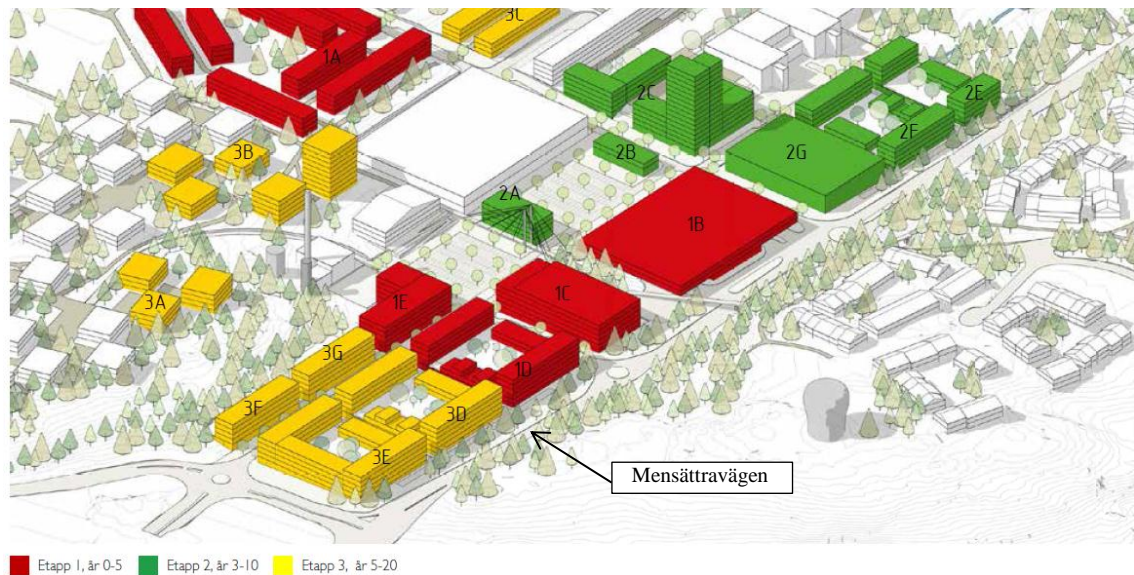 3C
1A
2C
2E
3B
2B
2F
2G
2A
1B
3A
1E
1C
3G
1D
3F
3D
3E
Mensättravägen
Etapp 1, år 0-5 Etapp 2, år 3-10 Etapp 3, år 5-20